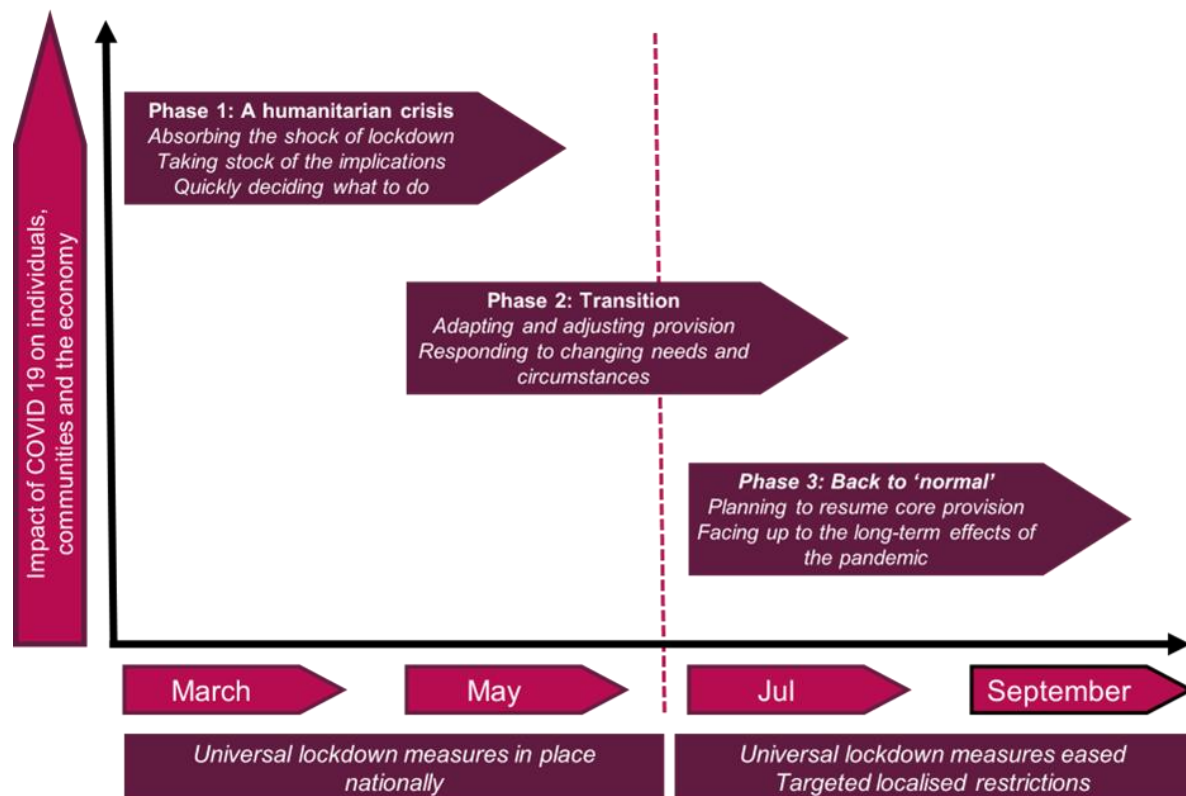 Impact of COVID 19 on individuals,
communities and the economy
Phase 1: A humanitarian crisis
Absorbing the shock of lockdown
Taking stock of the implications
Quickly deciding what to do
Phase 2: Transition
Adapting and adjusting provision
Responding to changing needs and
circumstances
Phase 3: Back to ‘normal’
Planning to resume core provision
Facing up to the long-term effects of
the pandemic
March
May
Jul
September
Universal lockdown measures in place
nationally
Universal lockdown measures eased
Targeted localised restrictions